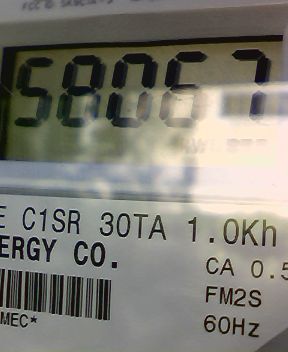 58067
E C1SR 30TA 1.0Kh
ERGY CO.
CA 0.5
FM2S
MEC*
60Hz